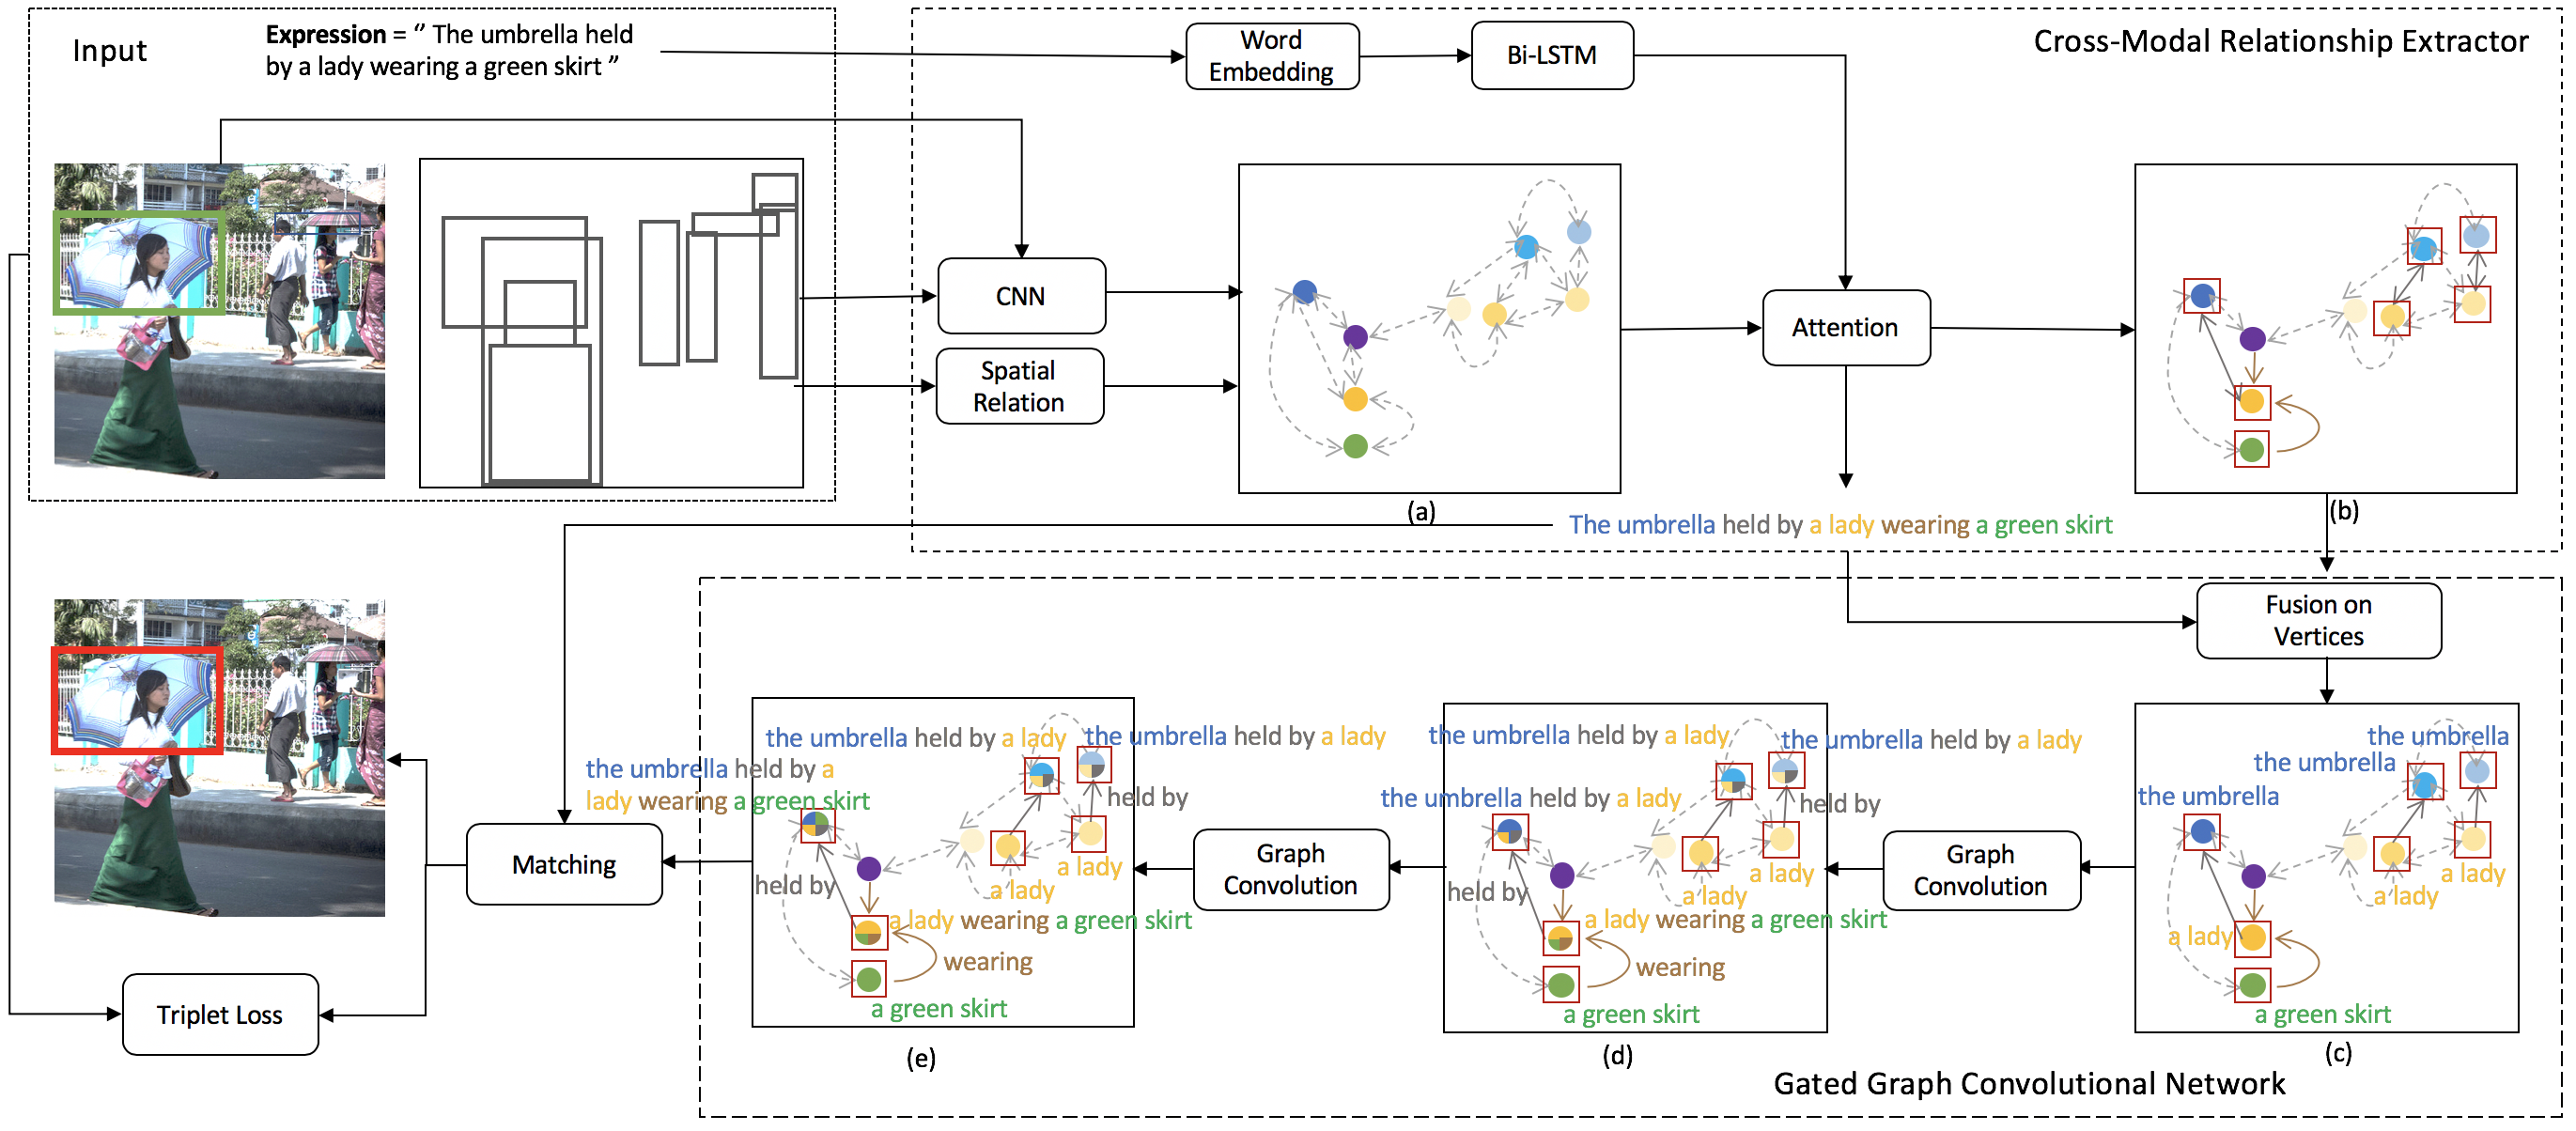 Input
Expression = “ The umbrella held
by a lady wearing a green skirt ”
Word
Embedding
Bi-LSTM
Cross-Modal Relationship Extractor
CNN
Spatial
Relation
Attention
(a)
(b)
The umbrella held by a lady wearing a green skirt
Fusion on
Vertices
the umbrella
the umbrella
the umbrella
a lady
a lady
a lady
a green skirt
(c)
Graph
Convolution
the umbrella held by a lady
the umbrella held by a lady
the umbrella held by a lady
held by
held by
a lady
a lady
a lady wearing a green skirt
wearing
a green skirt
(d)
Graph
Convolution
the umbrella held by a lady
the umbrella held by a lady
the umbrella held by a
lady wearing a green skirt
held by
held by
a lady
a lady
a lady wearing a green skirt
wearing
a green skirt
(e)
Gated Graph Convolutional Network
Matching
Triplet Loss